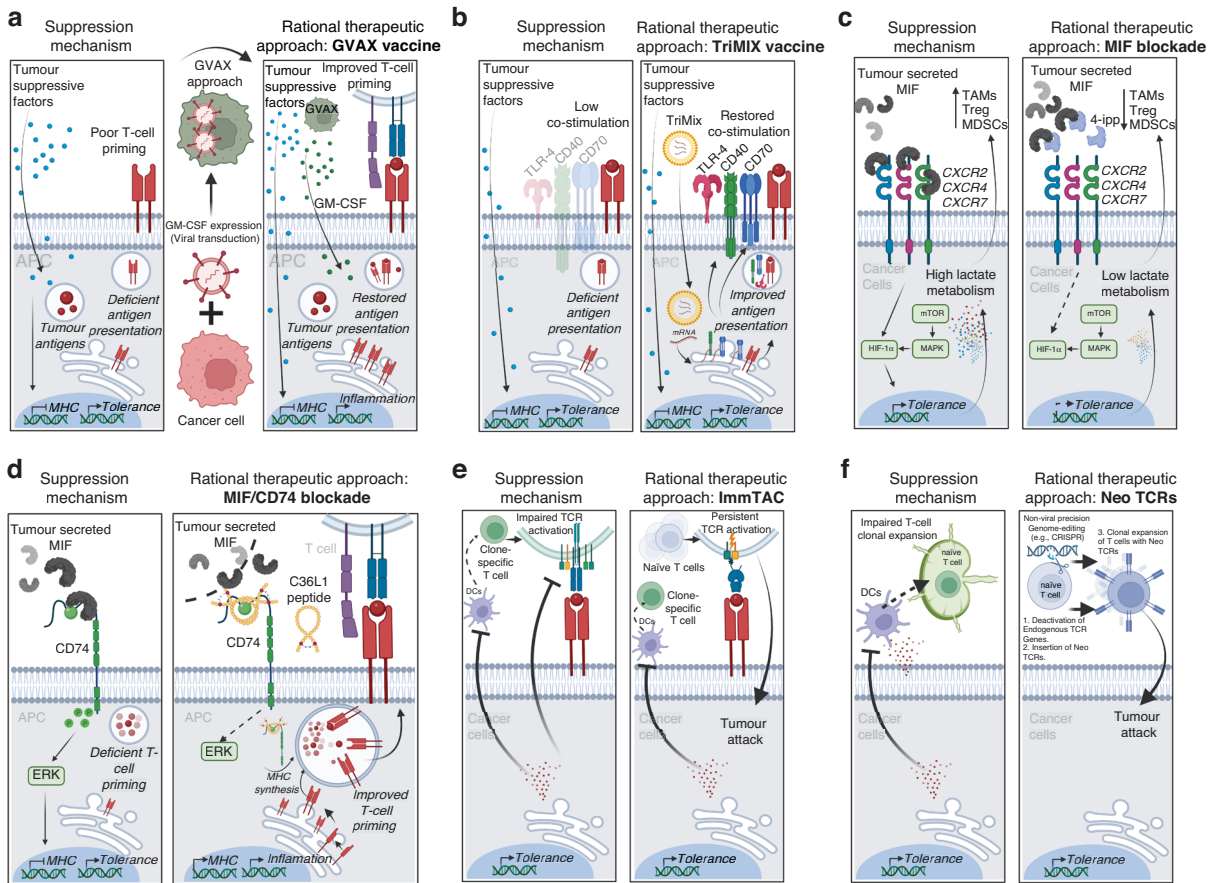 a
Suppression
mechanism
Tumour
suppressive
factors
Poor T-cell
priming
APC
Deficient
antigen
presentation
Tumour
antigens
MHC
Tolerance
GVAX
approach
GM-CSF expression
(Viral transduction)
+
Cancer cell
Rational therapeutic
approach: GVAX vaccine
Tumour
suppressive
factors
Improved T-cell
priming
GVAX
GM-CSF
Restored
antigen
presentation
Tumour
antigens
MHC
Inflammation
b
Suppression
mechanism
Tumour
suppressive
factors
Low
co-stimulation
TLR-4
CD40
CD70
APC
Deficient
antigen
presentation
MHC
Tolerance
Rational therapeutic
approach: TriMIX vaccine
Tumour
suppressive
factors
TriMix
Restored
co-stimulation
TLR-4
CD40
CD70
APC
Improved
antigen
presentation
mRNA
MHC
Tolerance
c
Suppression
mechanism
Tumour secreted
MIF
TAMs
Treg
MDSCs
CXCR2
CXCR4
CXCR7
Cancer
Cells
High lactate
metabolism
mTOR
MAPK
HIF-1α
Tolerance
Rational therapeutic
approach: MIF blockade
Tumour secreted
MIF
4-ipp
TAMs
Treg
MDSCs
CXCR2
CXCR4
CXCR7
Cancer
Cells
Low lactate
metabolism
mTOR
MAPK
HIF-1α
Tolerance
d
Suppression
mechanism
Tumour secreted
MIF
CD74
APC
P
P
P
P
Deficient T-
cell
priming
ERK
MHC
Tolerance
Rational therapeutic approach:
MIF/CD74 blockade
Tumour secreted
MIF
T cell
C36L1
peptide
CD74
APC
ERK
MHC
synthesis
Improved
T-cell
priming
MHC
Inflamation
e
Suppression
mechanism
Impaired TCR
activation
Clone-
specific
T cell
DCs
Cancer
cells
Tolerance
Rational therapeutic
approach: ImmTAC
Persistent
TCR activation
Naïve T cells
Clone-
specific
T cell
DCs
Cancer
cells
Tumour
attack
Tolerance
f
Suppression
mechanism
Impaired T-cell
clonal expansion
naïve
T cell
DCs
Cancer
cells
Tolerance
Rational therapeutic
approach: Neo TCRs
Non-viral precision
Genome-editing
(e.g., CRISPR)
3. Clonal expansion
of T cells with Neo
TCRs
naïve
T cell
1. Deactivation of
Endogenous TCR
Genes.
2. Insertion of Neo
TCRs.
Cancer
cells
Tumour
attack
Tolerance